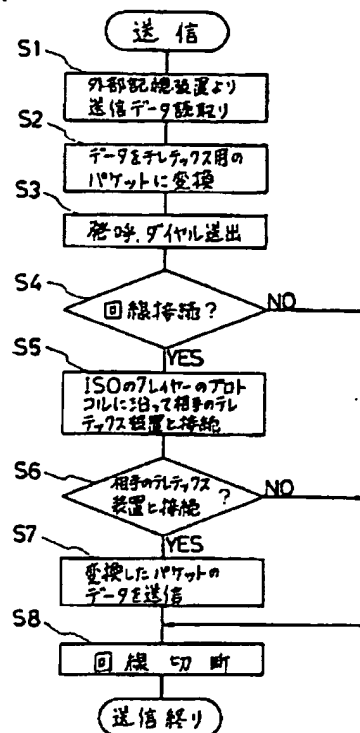 送信
S1
外部記憶装置より
送信データ読取り
S2
データをテレテックス用の
パケットに変換
S3
発呼,ダイヤル送出
S4
回線接続?
NO
YES
S5
ISOの7レイヤーのプロト
コルに沿って相手のテレ
テックス装置と接続
S6
相手のテレテックス
装置と接続?
NO
YES
S7
変換したパケットの
データを送信
S8
回線切断
送信終り